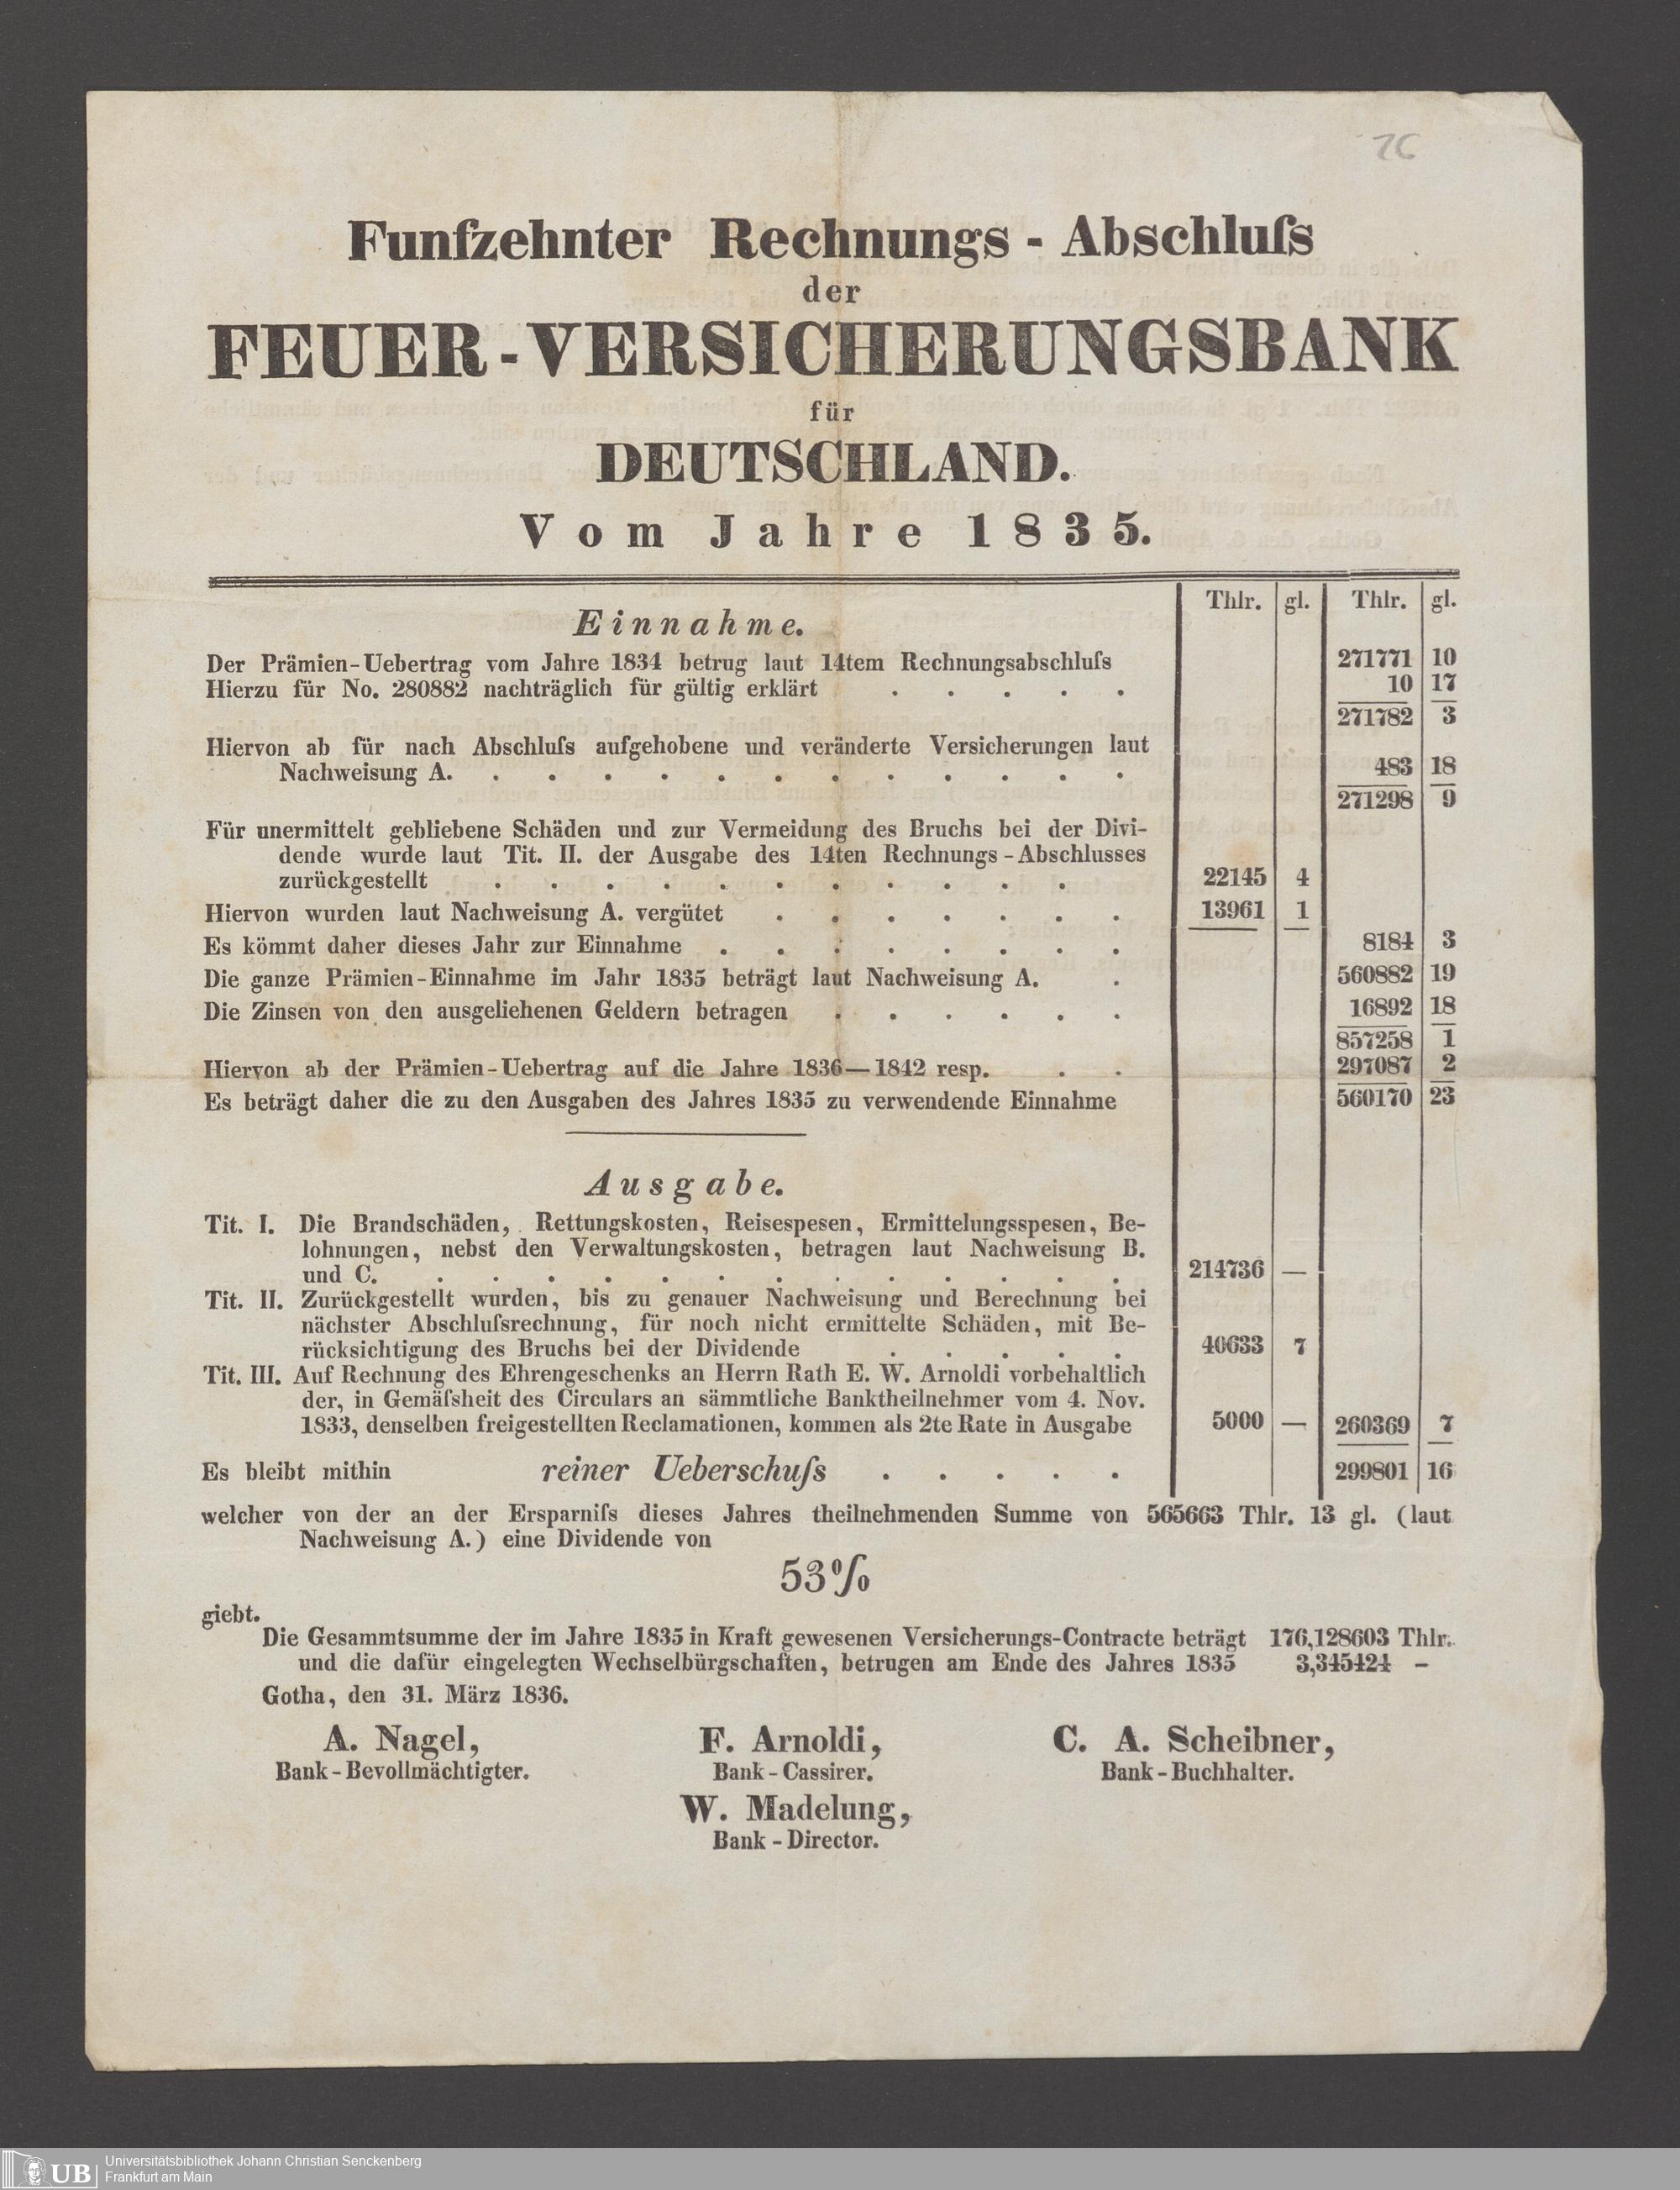 26
Funfzehnter Rechnungs - Abschluſs
der
FEUER - VERSICHERUNGSBANK
für
DEUTSCHLAND.
Vom Jahre 1835.
Thlr. gl. Thlr. gl.
Einnahme.
Der Prämien-Uebertrag vom Jahre 1834 betrug laut 14tem Rechnungsabschluſs 271771 10
Hierzu für No. 280882 nachträglich für gültig erklärt . . . . . 10 17
271782 3
Hiervon ab für nach Abschluſs aufgehobene und veränderte Versicherungen laut
Nachweisung A. . . . . . . . . . . . . 483 18
271298 9
Für unermittelt gebliebene Schäden und zur Vermeidung des Bruchs bei der Divi-
dende wurde laut Tit. II. der Ausgabe des 14ten Rechnungs-Abschlusses
zurückgestellt . . . . . . . . . . . 22145 4
Hiervon wurden laut Nachweisung A. vergütet . . . . . . . 13961 1
Es kömmt daher dieses Jahr zur Einnahme . . . . . . . . 8184 3
Die ganze Prämien-Einnahme im Jahr 1835 beträgt laut Nachweisung A. . 560882 19
Die Zinsen von den ausgeliehenen Geldern betragen . . . . . . 16892 18
857258 1
Hiervon ab der Prämien-Uebertrag auf die Jahre 1836—1842 resp. . . 297087 2
Es beträgt daher die zu den Ausgaben des Jahres 1835 zu verwendende Einnahme 560170 23
Ausgabe.
Tit. I. Die Brandschäden, Rettungskosten, Reisespesen, Ermittelungsspesen, Be-
lohnungen, nebst den Verwaltungskosten, betragen laut Nachweisung B.
und C. . . . . . . . . . . . . . 214736 —
Tit. II. Zurückgestellt wurden, bis zu genauer Nachweisung und Berechnung bei
nächster Abschluſsrechnung, für noch nicht ermittelte Schäden, mit Be-
rücksichtigung des Bruchs bei der Dividende . . . . . 40633 7
Tit. III. Auf Rechnung des Ehrengeschenks an Herrn Rath E. W. Arnoldi vorbehaltlich
der, in Gemäſsheit des Circulars an sämmtliche Banktheilnehmer vom 4. Nov.
1833, denselben freigestellten Reclamationen, kommen als 2te Rate in Ausgabe 5000 — 260369 7
Es bleibt mithin reiner Ueberschuſs . . . . . 299801 16
welcher von der an der Ersparniſs dieses Jahres theilnehmenden Summe von 565663 Thlr. 13 gl. (laut
Nachweisung A.) eine Dividende von
53%
giebt.
Die Gesammtsumme der im Jahre 1835 in Kraft gewesenen Versicherungs-Contracte beträgt 176,128603 Thlr.
und die dafür eingelegten Wechselbürgschaften, betrugen am Ende des Jahres 1835 3,345424 –
Gotha, den 31. März 1836.
A. Nagel, F. Arnoldi, C. A. Scheibner,
Bank-Bevollmächtigter. Bank-Cassirer. Bank-Buchhalter.
W. Madelung,
Bank-Director.
UB Universitätsbibliothek Johann Christian Senckenberg
Frankfurt am Main